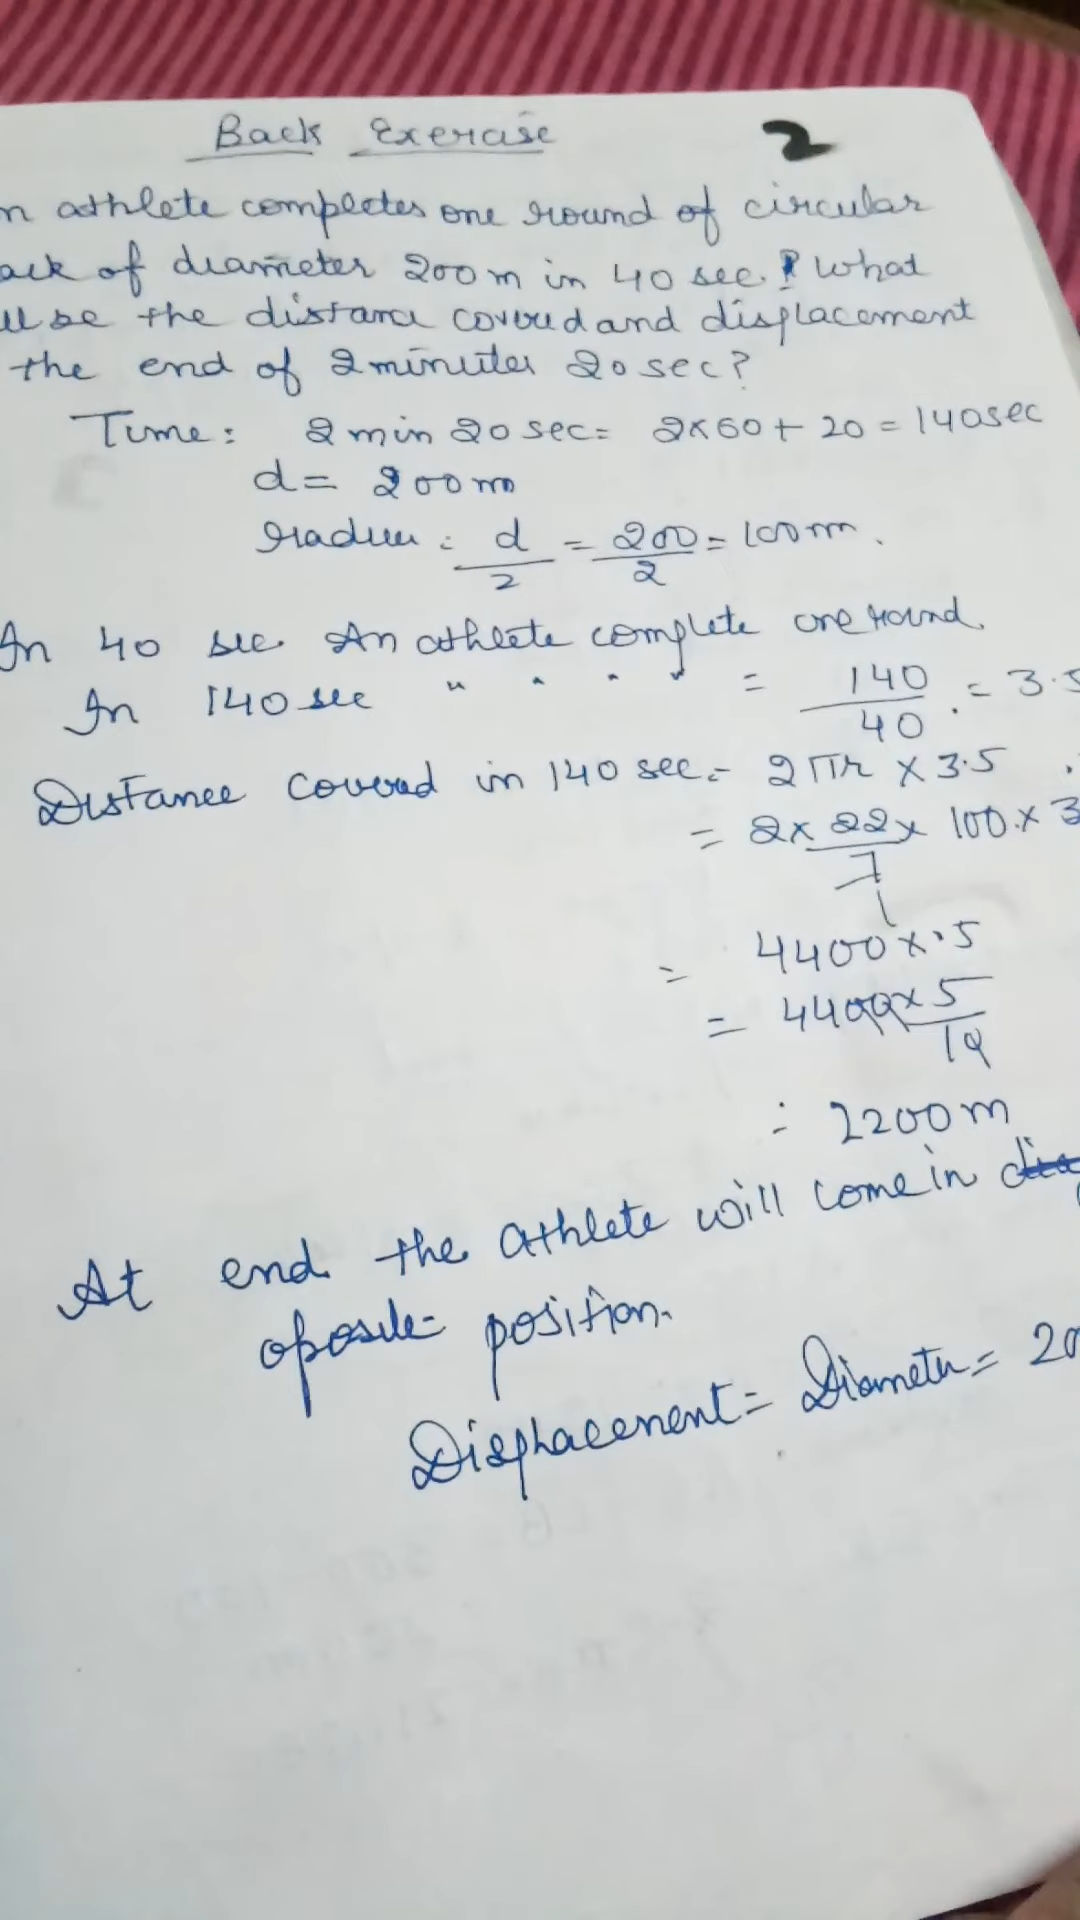 Back Exercise 2
n athlete completes one round of circular
ack of diameter 200m in 40 sec. What
ll be the distance covered and displacement
the end of 2 minutes 20 sec?
Time: 2 min 20 sec = 2x60 + 20 = 140sec
d = 200m
radius = d/2 = 200/2 = 100m.
In 40 sec. An athlete complete one round.
In 140 sec " " " " = 140/40 = 3.5
Distance covered in 140 sec. = 2πr x 3.5
= 2x 22/7 x 100 x 3
= 4400 x .5
= 4400 x 5/10
= 2200m
At end the athlete will come in
oposite position.
Displacement = Diameter = 20